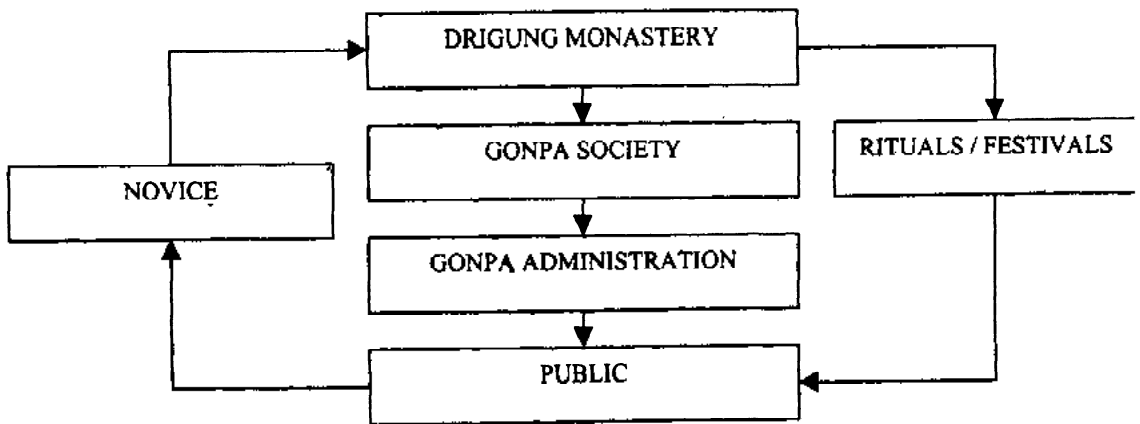 DRIGUNG MONASTERY
GONPA SOCIETY
RITUALS / FESTIVALS
NOVICE
GONPA ADMINISTRATION
PUBLIC